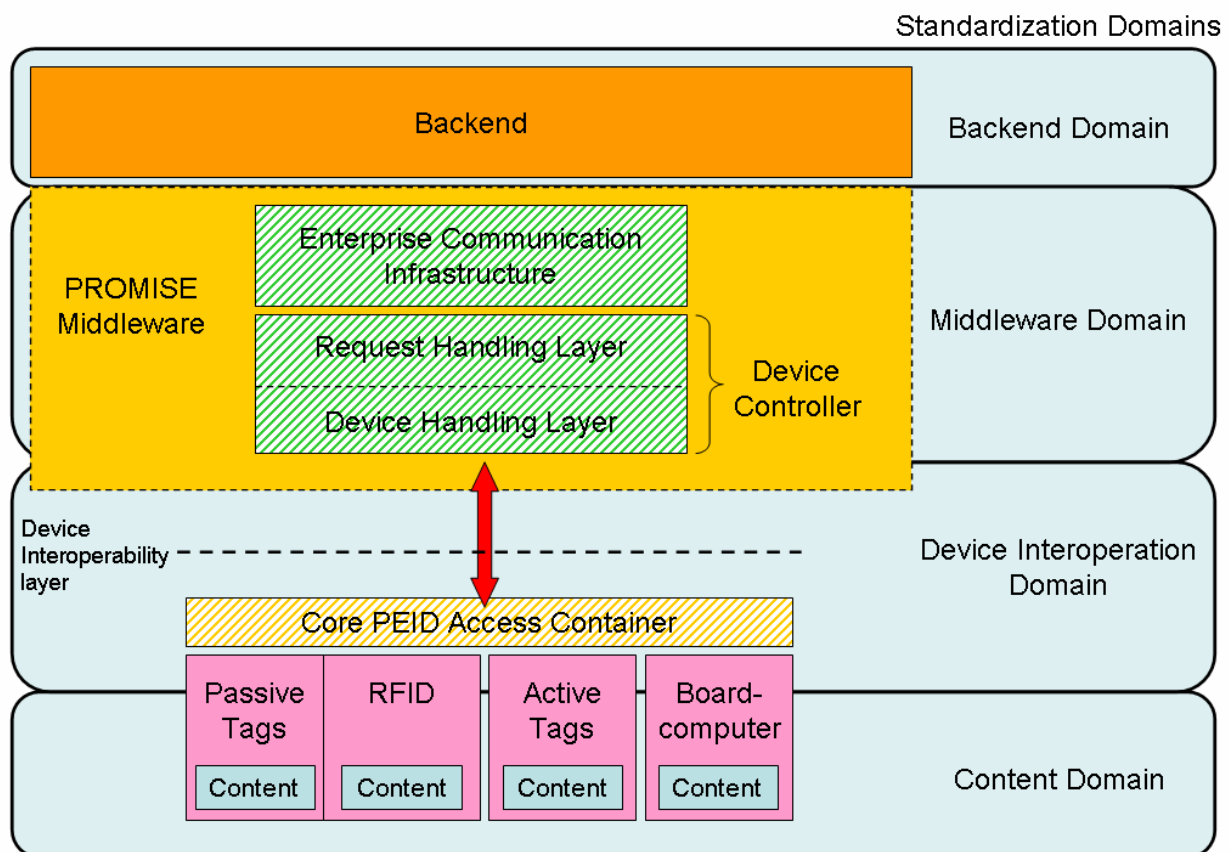 Standardization Domains
Backend
Backend Domain
Enterprise Communication
Infrastructure
PROMISE
Middleware
Request Handling Layer
Device Handling Layer
Device
Controller
Middleware Domain
Device
Interoperability
layer
Device Interoperation
Domain
Core PEID Access Container
Passive
Tags
RFID
Active
Tags
Board-
computer
Content
Content
Content
Content
Content Domain